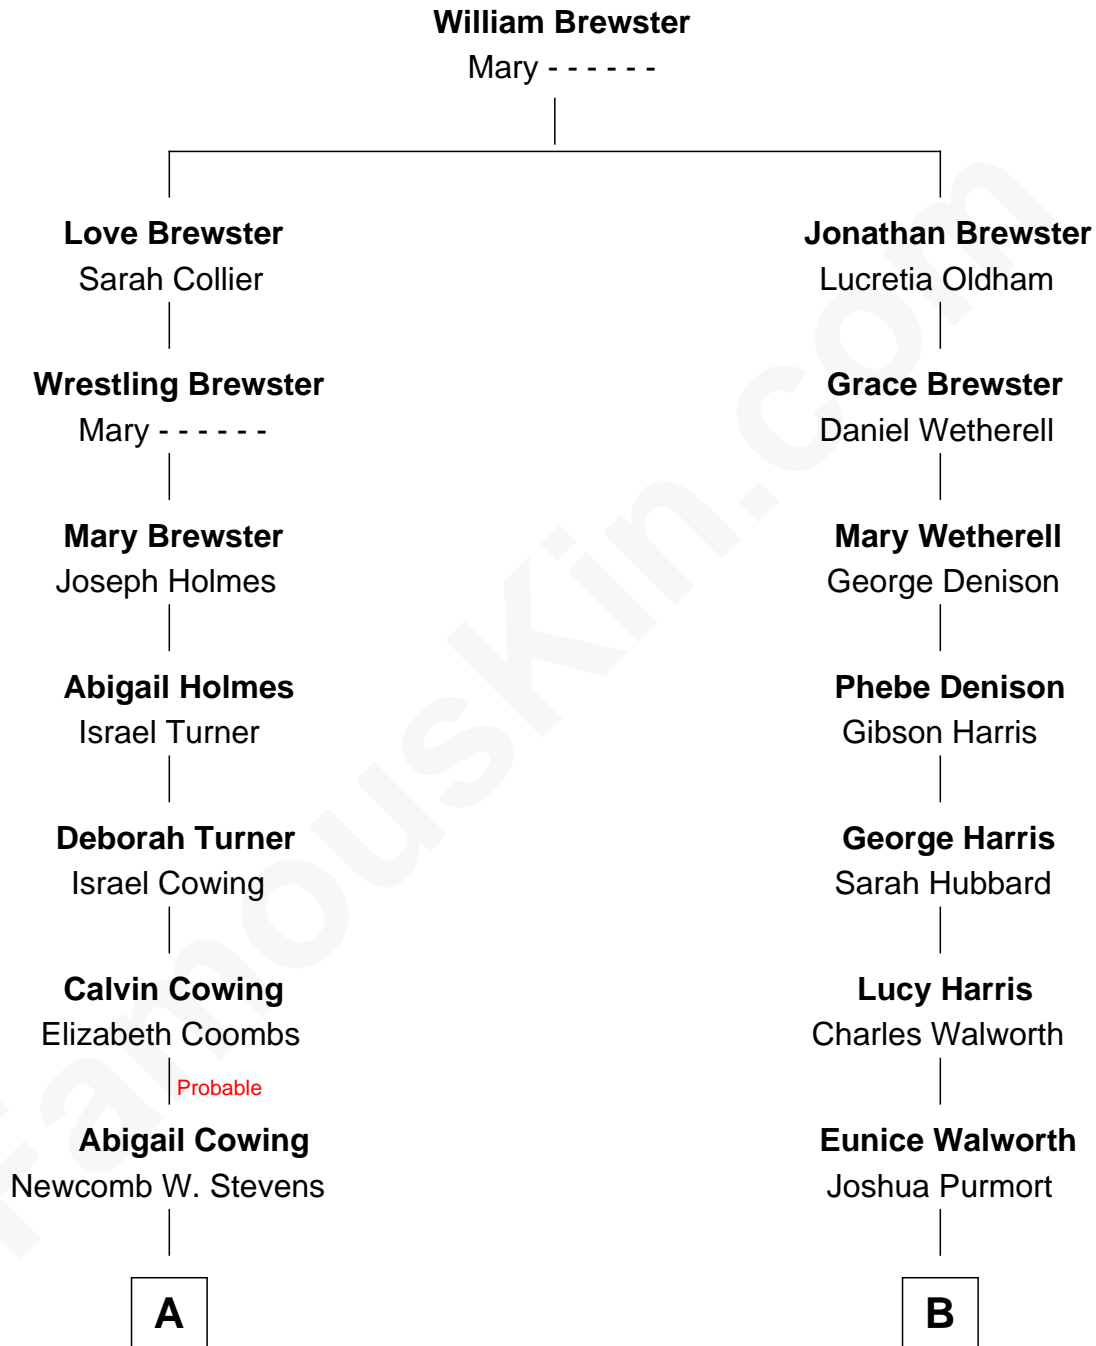 William Brewster
Mary - - - - - -
Love Brewster
Sarah Collier
Jonathan Brewster
Lucretia Oldham
Wrestling Brewster
Mary - - - - - -
Grace Brewster
Daniel Wetherell
Mary Brewster
Joseph Holmes
Mary Wetherell
George Denison
Abigail Holmes
Israel Turner
Phebe Denison
Gibson Harris
Deborah Turner
Israel Cowing
George Harris
Sarah Hubbard
Calvin Cowing
Elizabeth Coombs
Lucy Harris
Charles Walworth
Probable
Abigail Cowing
Newcomb W. Stevens
Eunice Walworth
Joshua Purmort
A
B
FamousKin.com